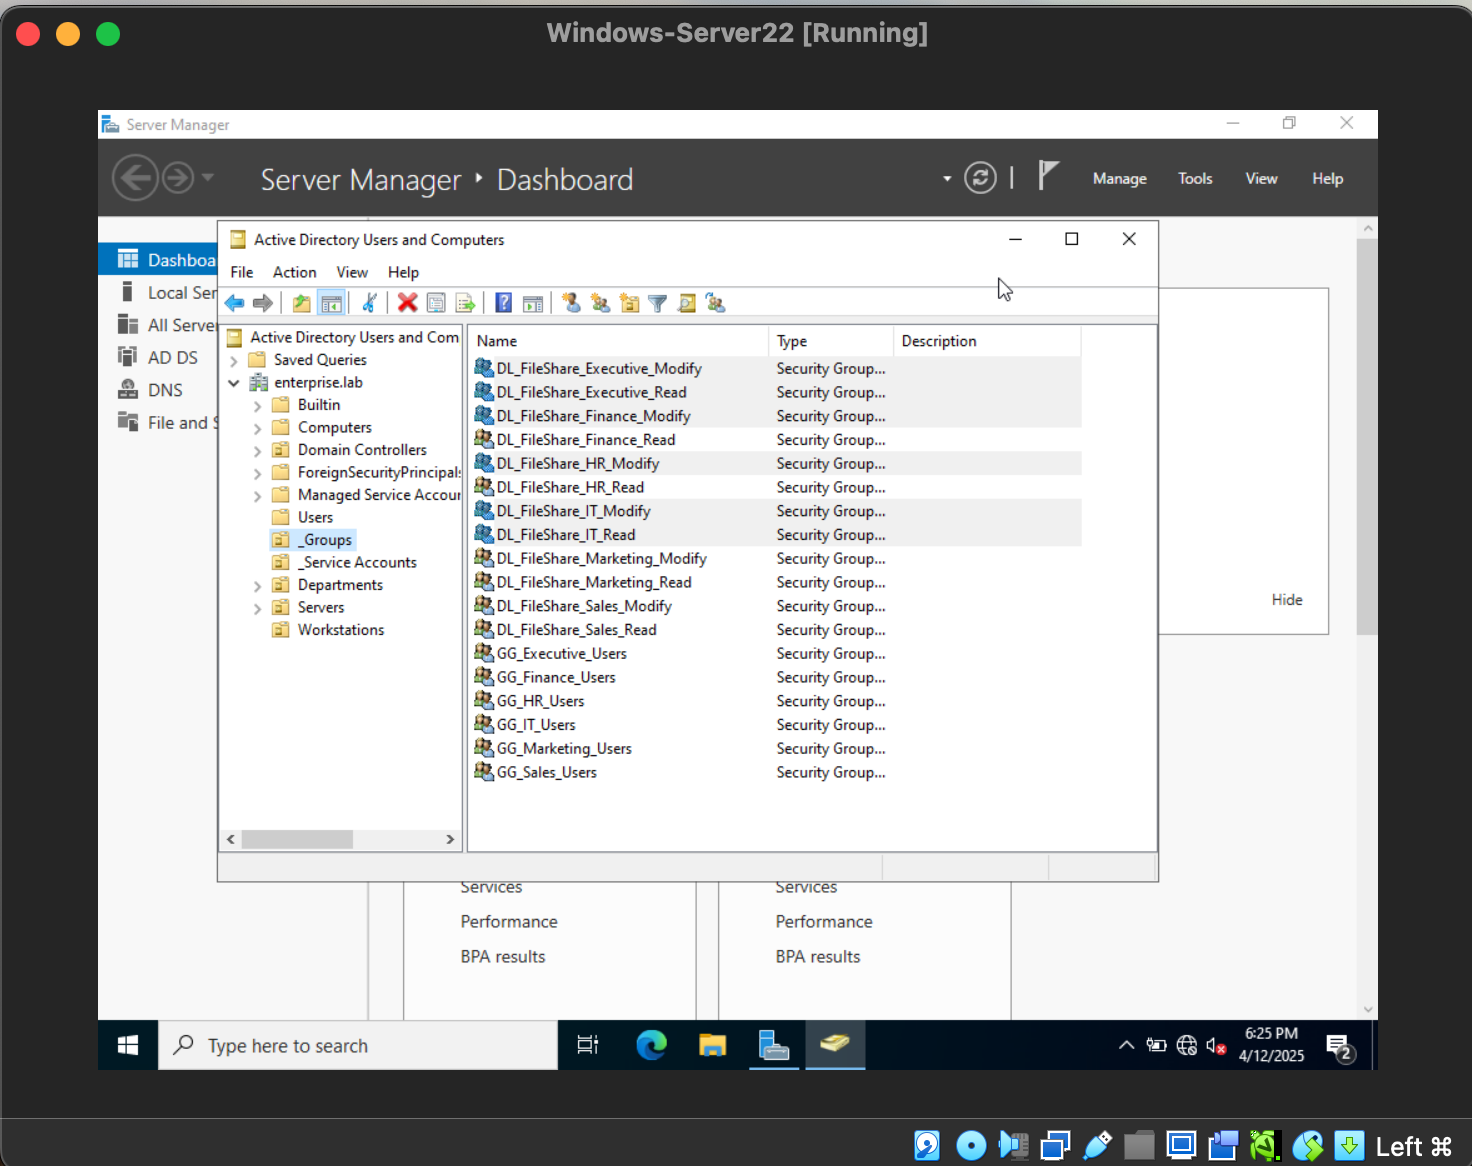 Windows-Server22 [Running]
Server Manager
Server Manager
Dashboard
Manage
Tools
View
Help
Dashboa
Local Ser
All Server
AD DS
DNS
File and S
Active Directory Users and Computers
File Action View Help
Active Directory Users and Com
Saved Queries
enterprise.lab
Builtin
Computers
Domain Controllers
ForeignSecurityPrincipals
Managed Service Accour
Users
_Groups
_Service Accounts
Departments
Servers
Workstations
Name Type Description
DL_FileShare_Executive_Modify Security Group...
DL_FileShare_Executive_Read Security Group...
DL_FileShare_Finance_Modify Security Group...
DL_FileShare_Finance_Read Security Group...
DL_FileShare_HR_Modify Security Group...
DL_FileShare_HR_Read Security Group...
DL_FileShare_IT_Modify Security Group...
DL_FileShare_IT_Read Security Group...
DL_FileShare_Marketing_Modify Security Group...
DL_FileShare_Marketing_Read Security Group...
DL_FileShare_Sales_Modify Security Group...
DL_FileShare_Sales_Read Security Group...
GG_Executive_Users Security Group...
GG_Finance_Users Security Group...
GG_HR_Users Security Group...
GG_IT_Users Security Group...
GG_Marketing_Users Security Group...
GG_Sales_Users Security Group...
Hide
Services
Performance
BPA results
Services
Performance
BPA results
Type here to search
6:25 PM
4/12/2025
2
Left ⌘